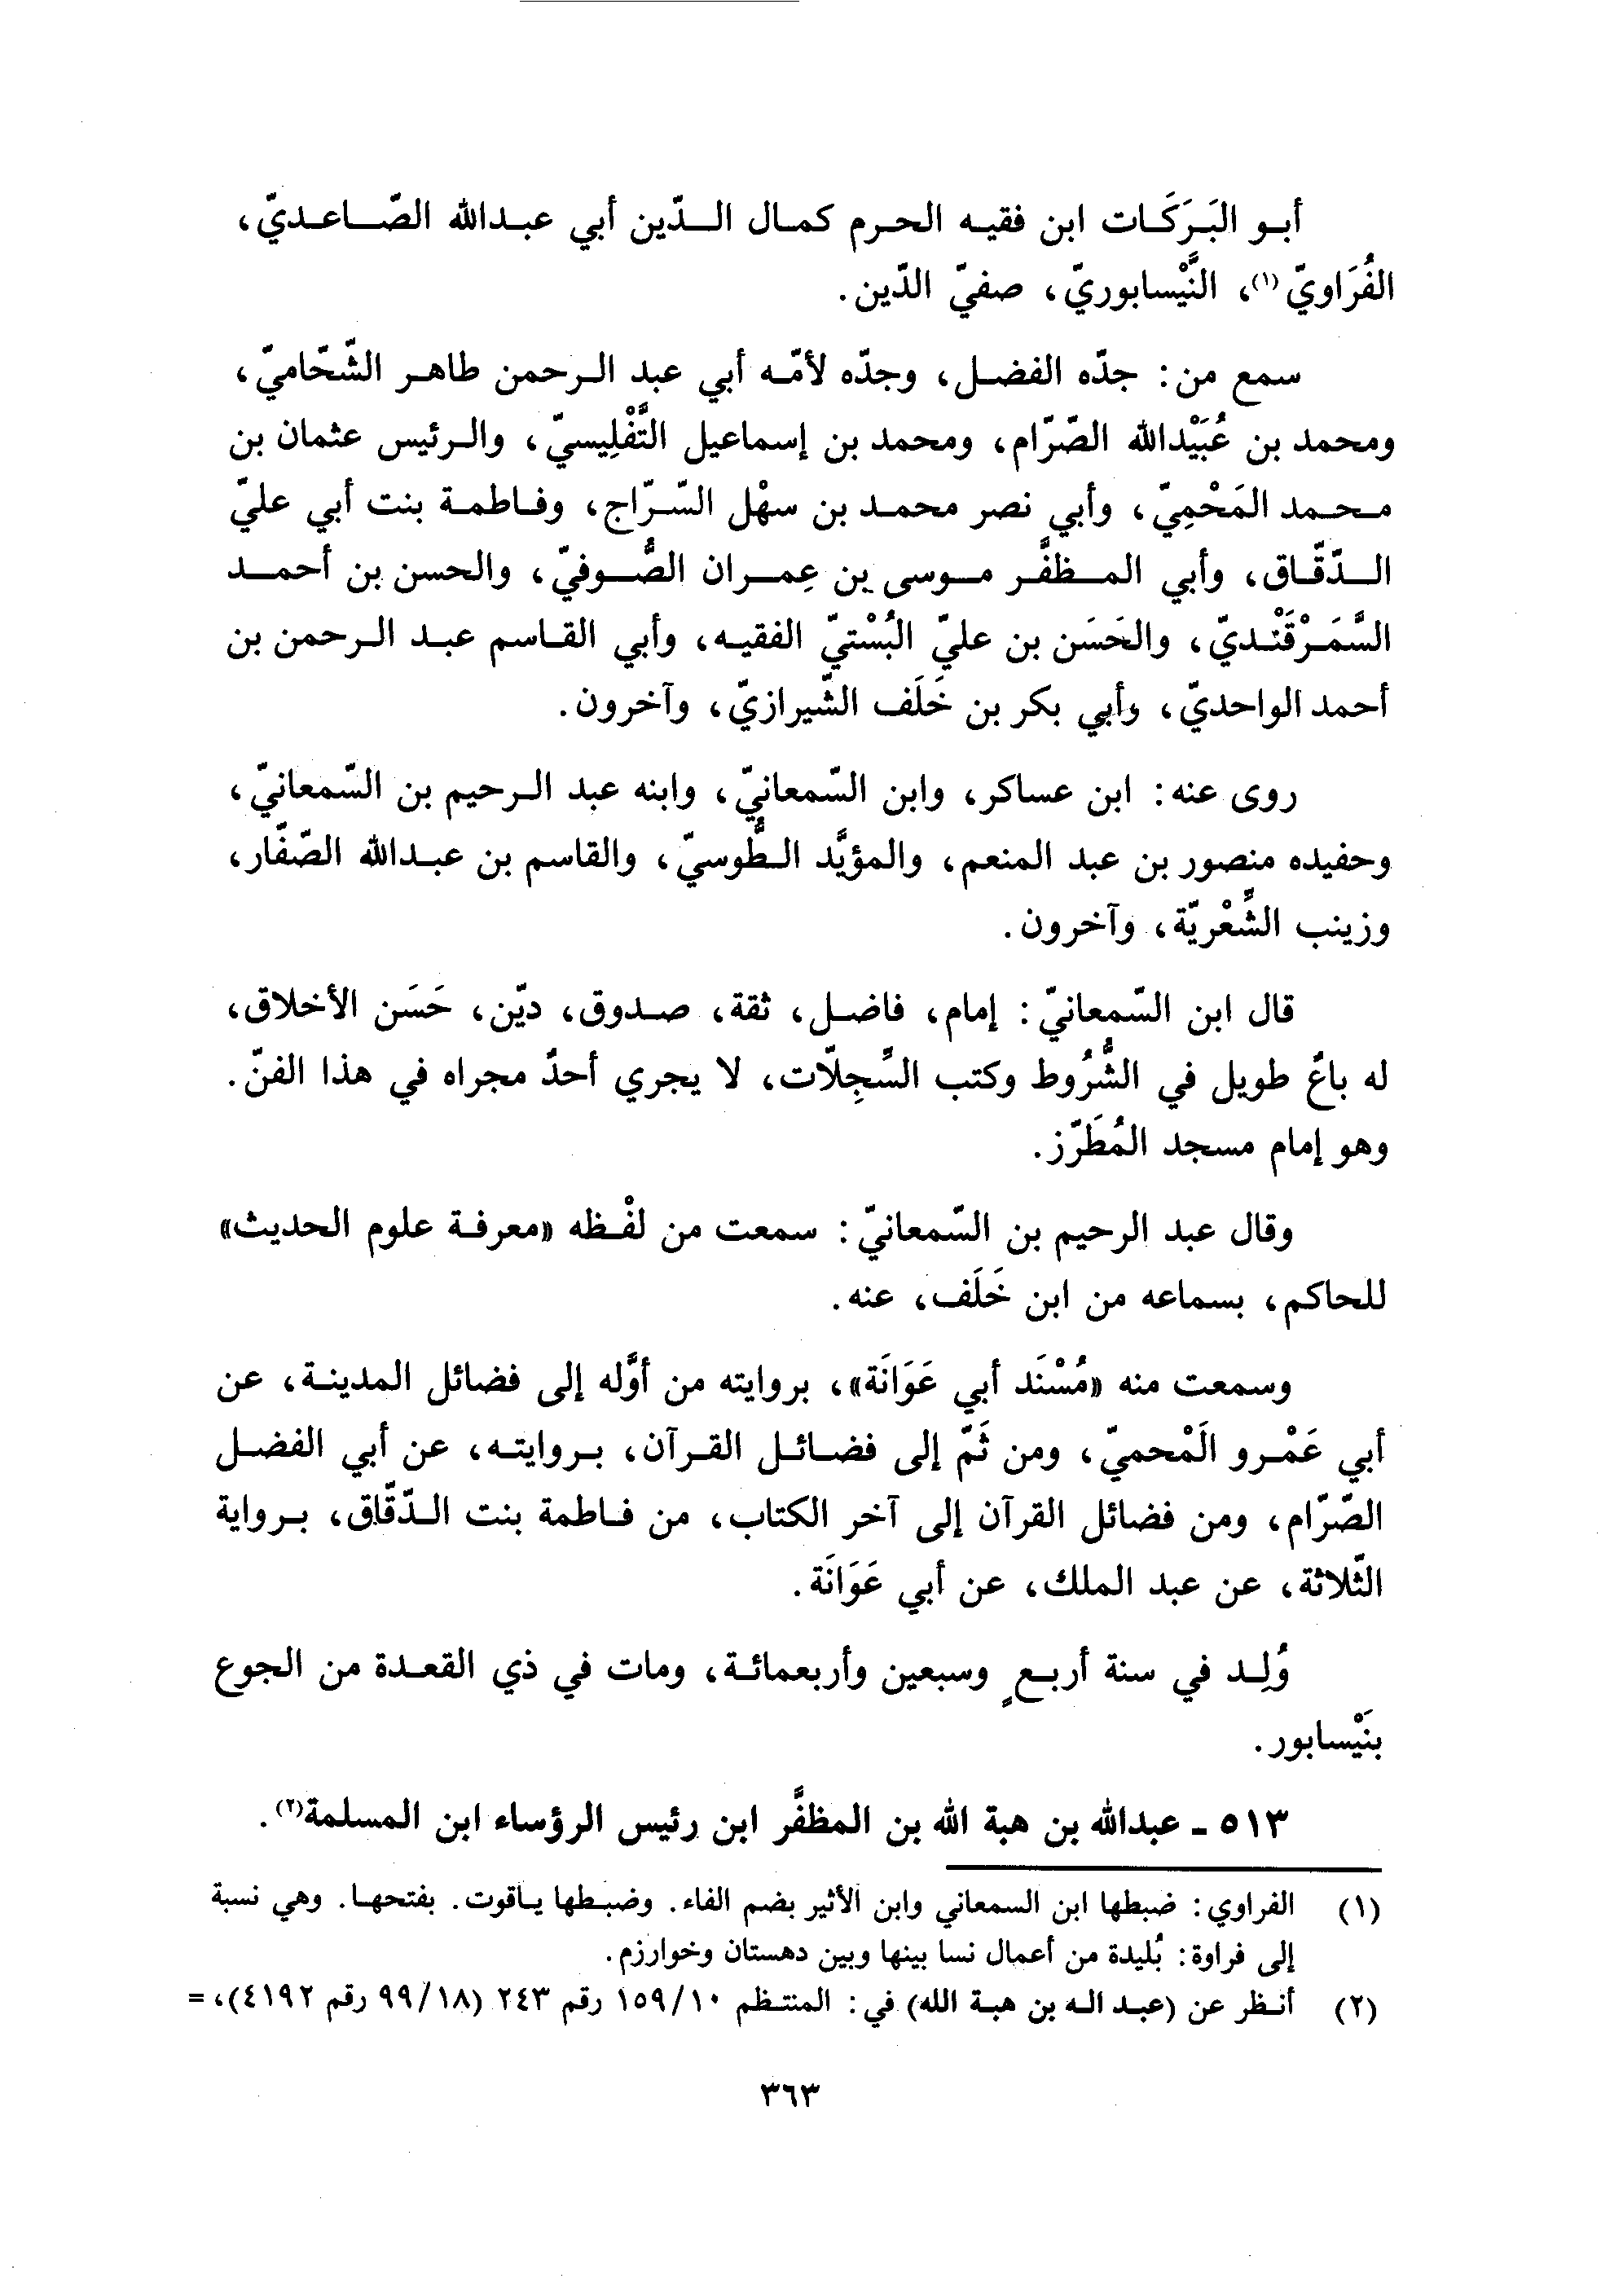 أبو البَرَكَات ابن فقيه الحرم كمال الدّين أبي عبدالله الصّاعديّ،
الفُرَاويّ(١)، النَّيْسابوريّ، صفيّ الدّين.
سمع من: جدّه الفضل، وجدّه لأمّه أبي عبد الرحمن طاهر الشّحّاميّ،
ومحمد بن عُبَيْدالله الصّرّام، ومحمد بن إسماعيل التَّفْلِيسيّ، والرئيس عثمان بن
محمد المَحْمِيّ، وأبي نصر محمد بن سهْل السّرّاج، وفاطمة بنت أبي عليّ
الدّقّاق، وأبي المظفَّر موسى بن عِمران الصُّوفيّ، والحسن بن أحمد
السَّمَرْقَنْديّ، والحَسَن بن عليّ البُسْتيّ الفقيه، وأبي القاسم عبد الرحمن بن
أحمد الواحديّ، وأبي بكر بن خَلَف الشّيرازيّ، وآخرون.
روى عنه: ابن عساكر، وابن السّمعانيّ، وابنه عبد الرحيم بن السّمعانيّ،
وحفيده منصور بن عبد المنعم، والمؤيَّد الطُّوسيّ، والقاسم بن عبدالله الصّفّار،
وزينب الشَّعْريّة، وآخرون.
قال ابن السّمعانيّ: إمام، فاضل، ثقة، صدوق، ديّن، حَسَن الأخلاق،
له باعٌ طويل في الشُّرُوط وكتب السِّجِلّات، لا يجري أحدٌ مجراه في هذا الفنّ.
وهو إمام مسجد المُطَرّز.
وقال عبد الرحيم بن السّمعانيّ: سمعت من لفْظه «معرفة علوم الحديث»
للحاكم، بسماعه من ابن خَلَف، عنه.
وسمعت منه «مُسْنَد أبي عَوَانَة»، بروايته من أوَّله إلى فضائل المدينة، عن
أبي عَمْرو الَمْحميّ، ومن ثَمّ إلى فضائل القرآن، بروايته، عن أبي الفضل
الصّرّام، ومن فضائل القرآن إلى آخر الكتاب، من فاطمة بنت الدّقّاق، برواية
الثّلاثة، عن عبد الملك، عن أبي عَوَانَة.
وُلِد في سنة أربعٍ وسبعين وأربعمائة، ومات في ذي القعدة من الجوع
بنَيْسابور.
٥١٣ ـ عبدالله بن هبة الله بن المظفَّر ابن رئيس الرؤساء ابن المسلمة(٢).
(١) الفراوي: ضبطها ابن السمعاني وابن الأثير بضم الفاء. وضبطها ياقوت. بفتحها. وهي نسبة
إلى فراوة: بُليدة من أعمال نسا بينها وبين دهستان وخوارزم.
(٢) أنظر عن (عبد اله بن هبة الله) في: المنتظم ١٥٩/١٠ رقم ٢٤٣ (٩٩/١٨ رقم ٤١٩٢)، =
٣٦٣